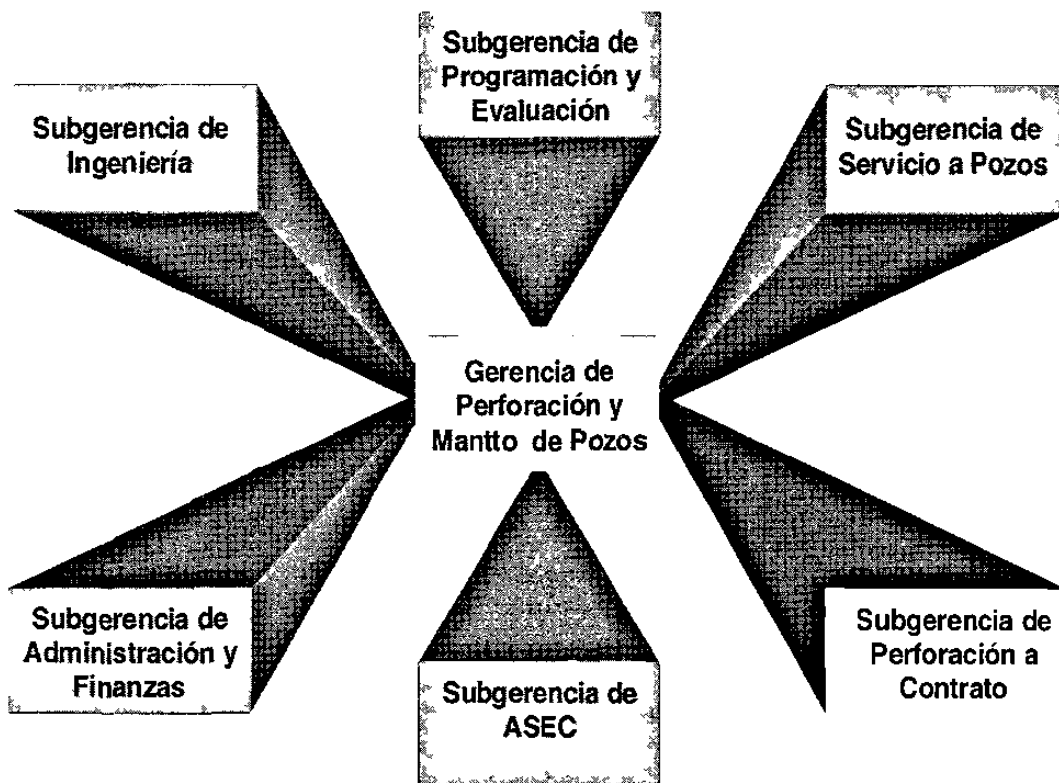 Subgerencia de
Programación y
Evaluación
Subgerencia de
Ingeniería
Subgerencia de
Servicio a Pozos
Gerencia de
Perforación y
Mantto de Pozos
Subgerencia de
Administración y
Finanzas
Subgerencia de
ASEC
Subgerencia de
Perforación a
Contrato